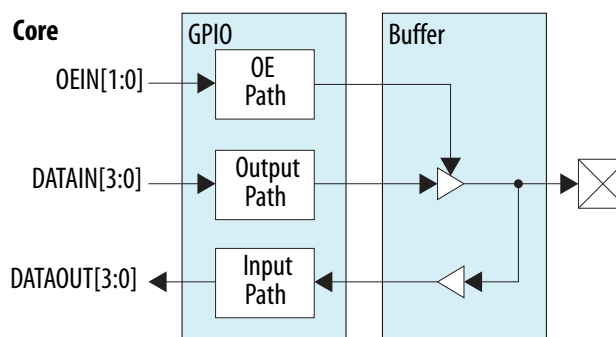 Core
GPIO
Buffer
OEIN[1:0]
OE
Path
DATAIN[3:0]
Output
Path
DATAOUT[3:0]
Input
Path